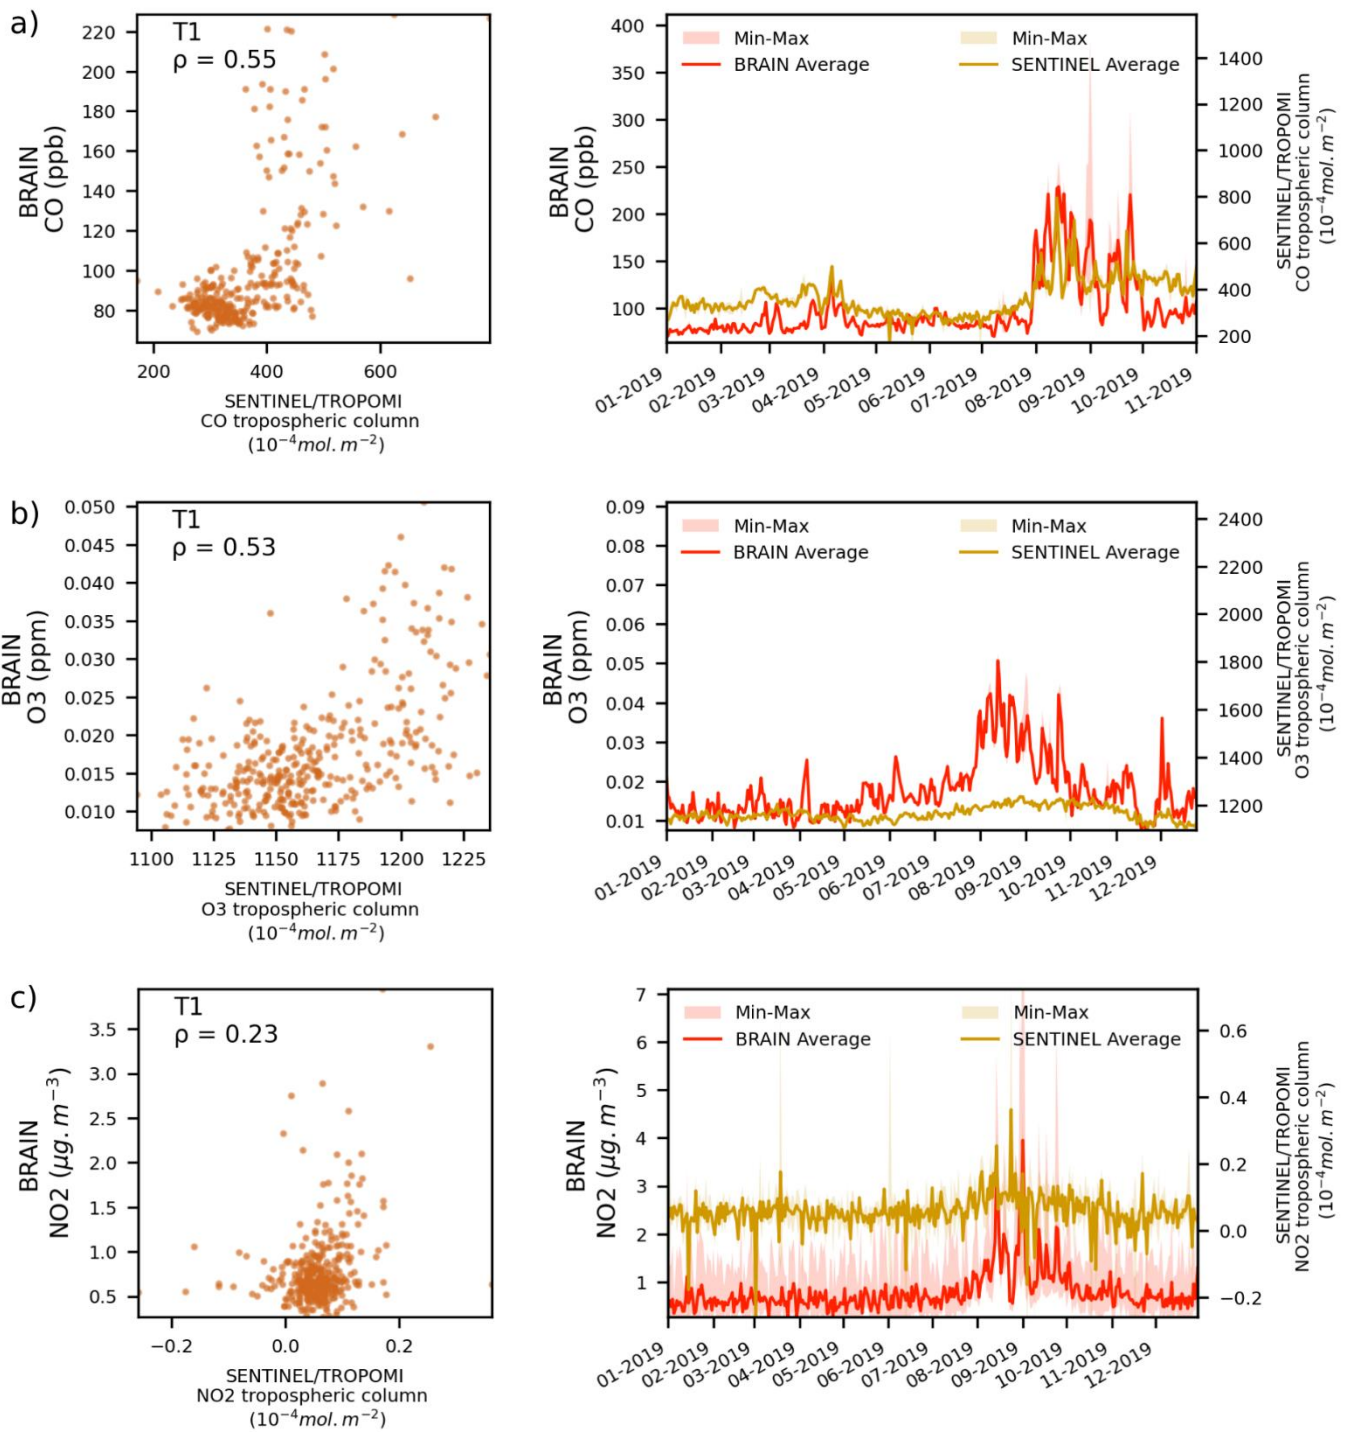 a)
T1
ρ = 0.55
220
200
180
160
140
120
100
80
BRAIN
CO (ppb)
200
400
600
SENTINEL/TROPOMI
CO tropospheric column
(10⁻⁴mol.m⁻²)
Min-Max
BRAIN Average
Min-Max
SENTINEL Average
400
350
300
250
200
150
100
BRAIN
CO (ppb)
1400
1200
1000
800
600
400
200
SENTINEL/TROPOMI
CO tropospheric column
(10⁻⁴mol.m⁻²)
01-2019
02-2019
03-2019
04-2019
05-2019
06-2019
07-2019
08-2019
09-2019
10-2019
11-2019
b)
T1
ρ = 0.53
0.050
0.045
0.040
0.035
0.030
0.025
0.020
0.015
0.010
BRAIN
O3 (ppm)
1100
1125
1150
1175
1200
1225
SENTINEL/TROPOMI
O3 tropospheric column
(10⁻⁴mol.m⁻²)
Min-Max
BRAIN Average
Min-Max
SENTINEL Average
0.09
0.08
0.07
0.06
0.05
0.04
0.03
0.02
0.01
BRAIN
O3 (ppm)
2400
2200
2000
1800
1600
1400
1200
SENTINEL/TROPOMI
O3 tropospheric column
(10⁻⁴mol.m⁻²)
01-2019
02-2019
03-2019
04-2019
05-2019
06-2019
07-2019
08-2019
09-2019
10-2019
11-2019
12-2019
c)
T1
ρ = 0.23
3.5
3.0
2.5
2.0
1.5
1.0
0.5
BRAIN
NO2 (μg.m⁻³)
−0.2
0.0
0.2
SENTINEL/TROPOMI
NO2 tropospheric column
(10⁻⁴mol.m⁻²)
Min-Max
BRAIN Average
Min-Max
SENTINEL Average
7
6
5
4
3
2
1
BRAIN
NO2 (μg.m⁻³)
0.6
0.4
0.2
0.0
−0.2
SENTINEL/TROPOMI
NO2 tropospheric column
(10⁻⁴mol.m⁻²)
01-2019
02-2019
03-2019
04-2019
05-2019
06-2019
07-2019
08-2019
09-2019
10-2019
11-2019
12-2019